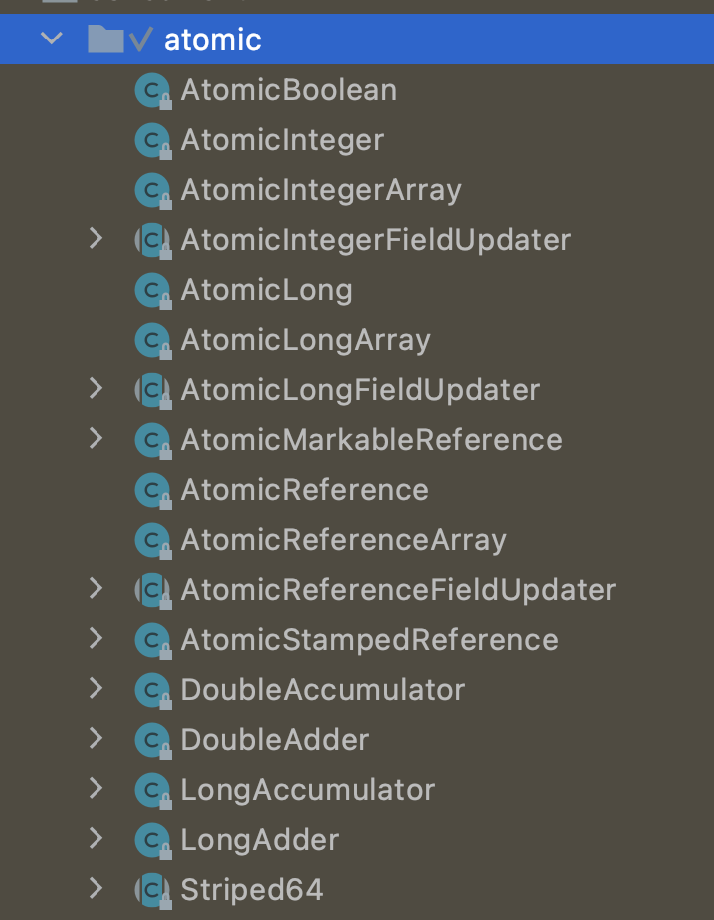 atomic
AtomicBoolean
AtomicInteger
AtomicIntegerArray
AtomicIntegerFieldUpdater
AtomicLong
AtomicLongArray
AtomicLongFieldUpdater
AtomicMarkableReference
AtomicReference
AtomicReferenceArray
AtomicReferenceFieldUpdater
AtomicStampedReference
DoubleAccumulator
DoubleAdder
LongAccumulator
LongAdder
Striped64